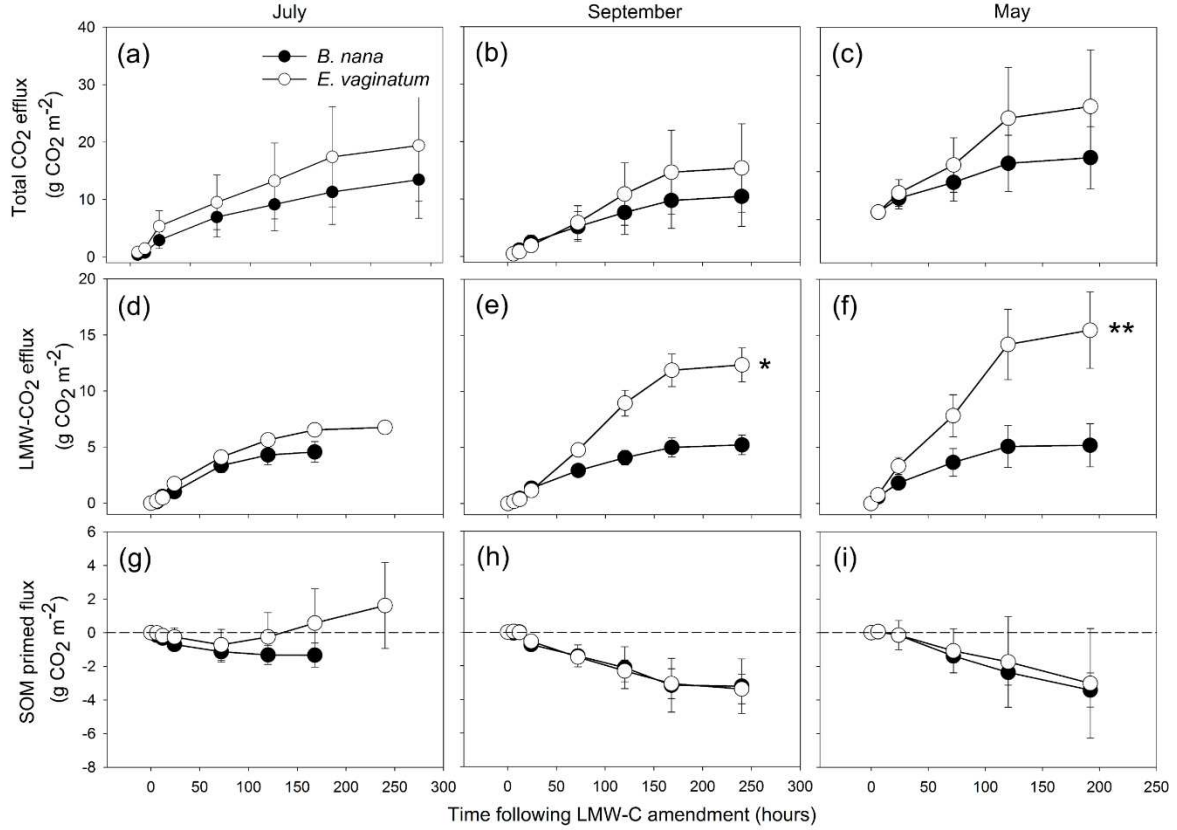 July
September
May
Total CO2 efflux
(g CO2 m-2)
40
30
20
10
0
(a)
B. nana
E. vaginatum
(b)
(c)
LMW-CO2 efflux
(g CO2 m-2)
20
15
10
5
0
(d)
(e)
*
(f)
**
SOM primed flux
(g CO2 m-2)
6
4
2
0
-2
-4
-6
-8
(g)
(h)
(i)
0 50 100 150 200 250 300
0 50 100 150 200 250 300
0 50 100 150 200 250
Time following LMW-C amendment (hours)